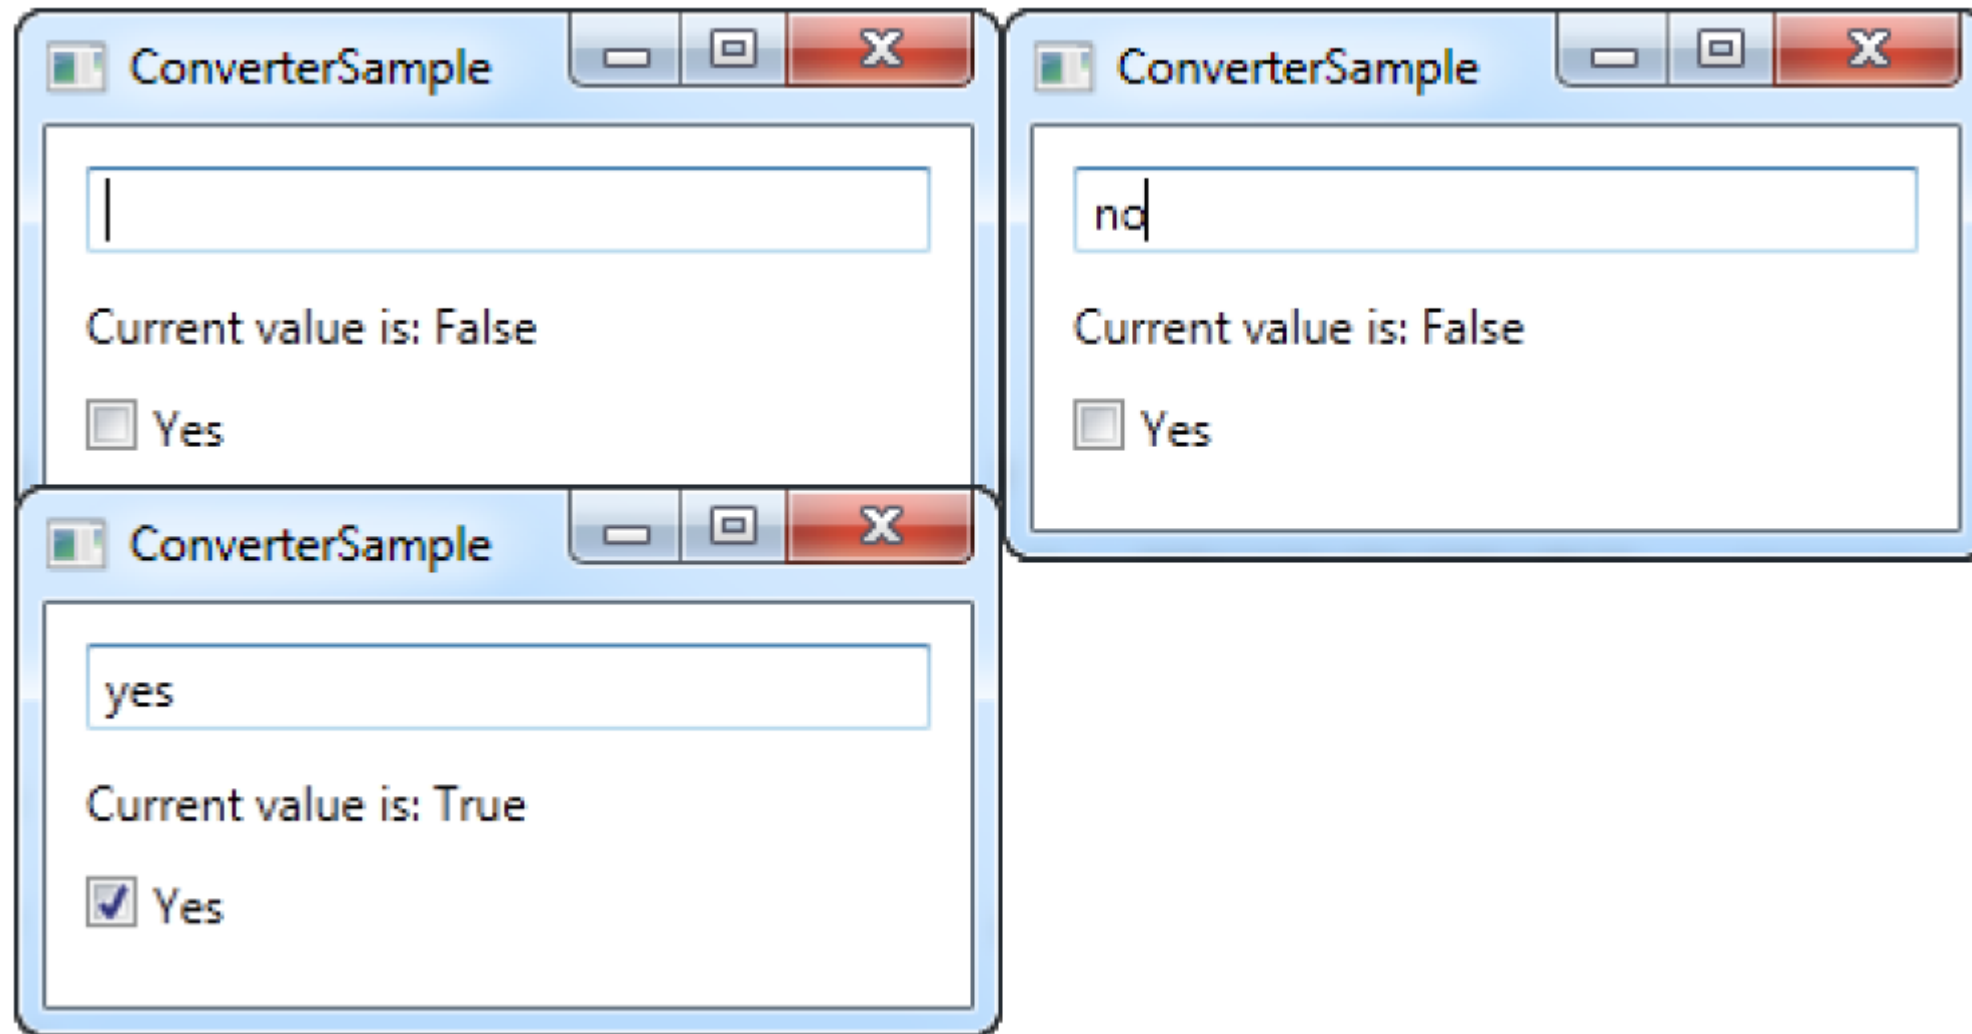 ConverterSample
Current value is: False
Yes
ConverterSample
no
Current value is: False
Yes
ConverterSample
yes
Current value is: True
Yes